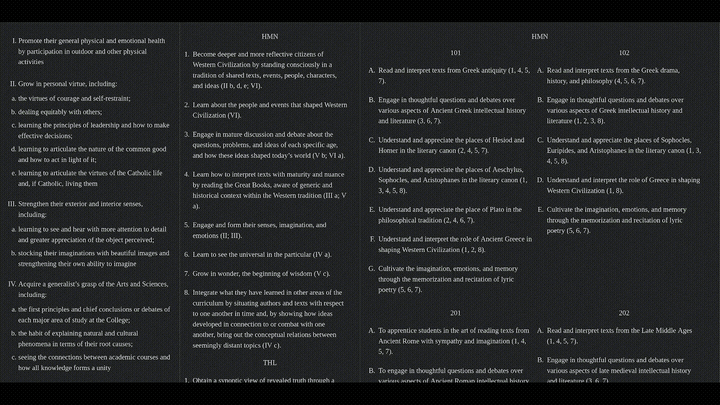 I. Promote their general physical and emotional health
by participation in outdoor and other physical
activities
II. Grow in personal virtue, including:
a. the virtues of courage and self-restraint;
b. dealing equitably with others;
c. learning the principles of leadership and how to make
effective decisions;
d. learning to articulate the nature of the common good
and how to act in light of it;
e. learning to articulate the virtues of the Catholic life
and, if Catholic, living them
III. Strengthen their exterior and interior senses,
including:
a. learning to see and hear with more attention to detail
and greater appreciation of the object perceived;
b. stocking their imaginations with beautiful images and
strengthening their own ability to imagine
IV. Acquire a generalist's grasp of the Arts and Sciences,
including:
a. the first principles and chief conclusions or debates of
each major area of study at the College;
b. the habit of explaining natural and cultural
phenomena in terms of their root causes;
c. seeing the connections between academic courses and
how all knowledge forms a unity
HMN
1. Become deeper and more reflective citizens of
Western Civilization by standing consciously in a
tradition of shared texts, events, people, characters,
and ideas (II b, d, e; VI).
2. Learn about the people and events that shaped Western
Civilization (VI).
3. Engage in mature discussion and debate about the
questions, problems, and ideas of each specific age,
and how these ideas shaped today's world (V b; VI a).
4. Learn how to interpret texts with maturity and nuance
by reading the Great Books, aware of generic and
historical context within the Western tradition (III a; V
a).
5. Engage and form their senses, imagination, and
emotions (II; III).
6. Learn to see the universal in the particular (IV a).
7. Grow in wonder, the beginning of wisdom (V c).
8. Integrate what they have learned in other areas of the
curriculum by situating authors and texts with respect
to one another in time and, by showing how ideas
developed in connection to or combat with one
another, bring out the conceptual relations between
seemingly distant topics (IV c).
THL
1. Obtain a synoptic view of revealed truth through a
HMN
101
A. Read and interpret texts from Greek antiquity (1, 4, 5,
7).
B. Engage in thoughtful questions and debates over
various aspects of Ancient Greek intellectual history
and literature (3, 6, 7).
C. Understand and appreciate the places of Hesiod and
Homer in the literary canon (2, 4, 5, 7).
D. Understand and appreciate the places of Aeschylus,
Sophocles, and Aristophanes in the literary canon (1,
3, 4, 5, 8).
E. Understand and appreciate the place of Plato in the
philosophical tradition (2, 4, 6, 7).
F. Understand and interpret the role of Ancient Greece in
shaping Western Civilization (1, 2, 8).
G. Cultivate the imagination, emotions, and memory
through the memorization and recitation of lyric
poetry (5, 6, 7).
201
A. To apprentice students in the art of reading texts from
Ancient Rome with sympathy and imagination (1, 4,
5, 7).
B. To engage in thoughtful questions and debates over
various aspects of Ancient Roman intellectual history
102
A. Read and interpret texts from the Greek drama,
history, and philosophy (4, 5, 6, 7).
B. Engage in thoughtful questions and debates over
various aspects of Greek intellectual history and
literature (1, 2, 3, 8).
C. Understand and appreciate the places of Sophocles,
Euripides, and Aristophanes in the literary canon (1, 3,
4, 5, 8).
D. Understand and interpret the role of Greece in shaping
Western Civilization (1, 8).
E. Cultivate the imagination, emotions, and memory
through the memorization and recitation of lyric
poetry (5, 6, 7).
202
A. Read and interpret texts from the Late Middle Ages
(1, 4, 5, 7).
B. Engage in thoughtful questions and debates over
various aspects of late medieval intellectual history
and literature (3, 6, 7).